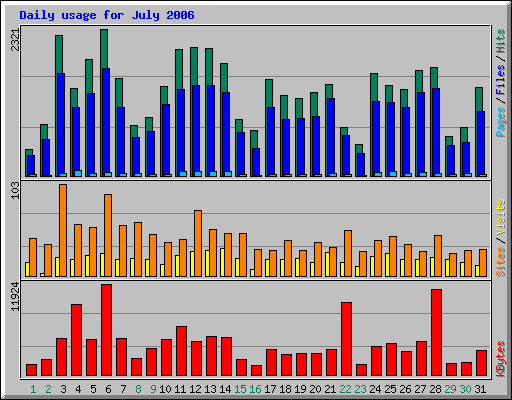 Daily usage for July 2006
2321
Pages / Files / Hits
103
Sites / Visits
11924
KBytes
1 2 3 4 5 6 7 8 9 10 11 12 13 14 15 16 17 18 19 20 21 22 23 24 25 26 27 28 29 30 31